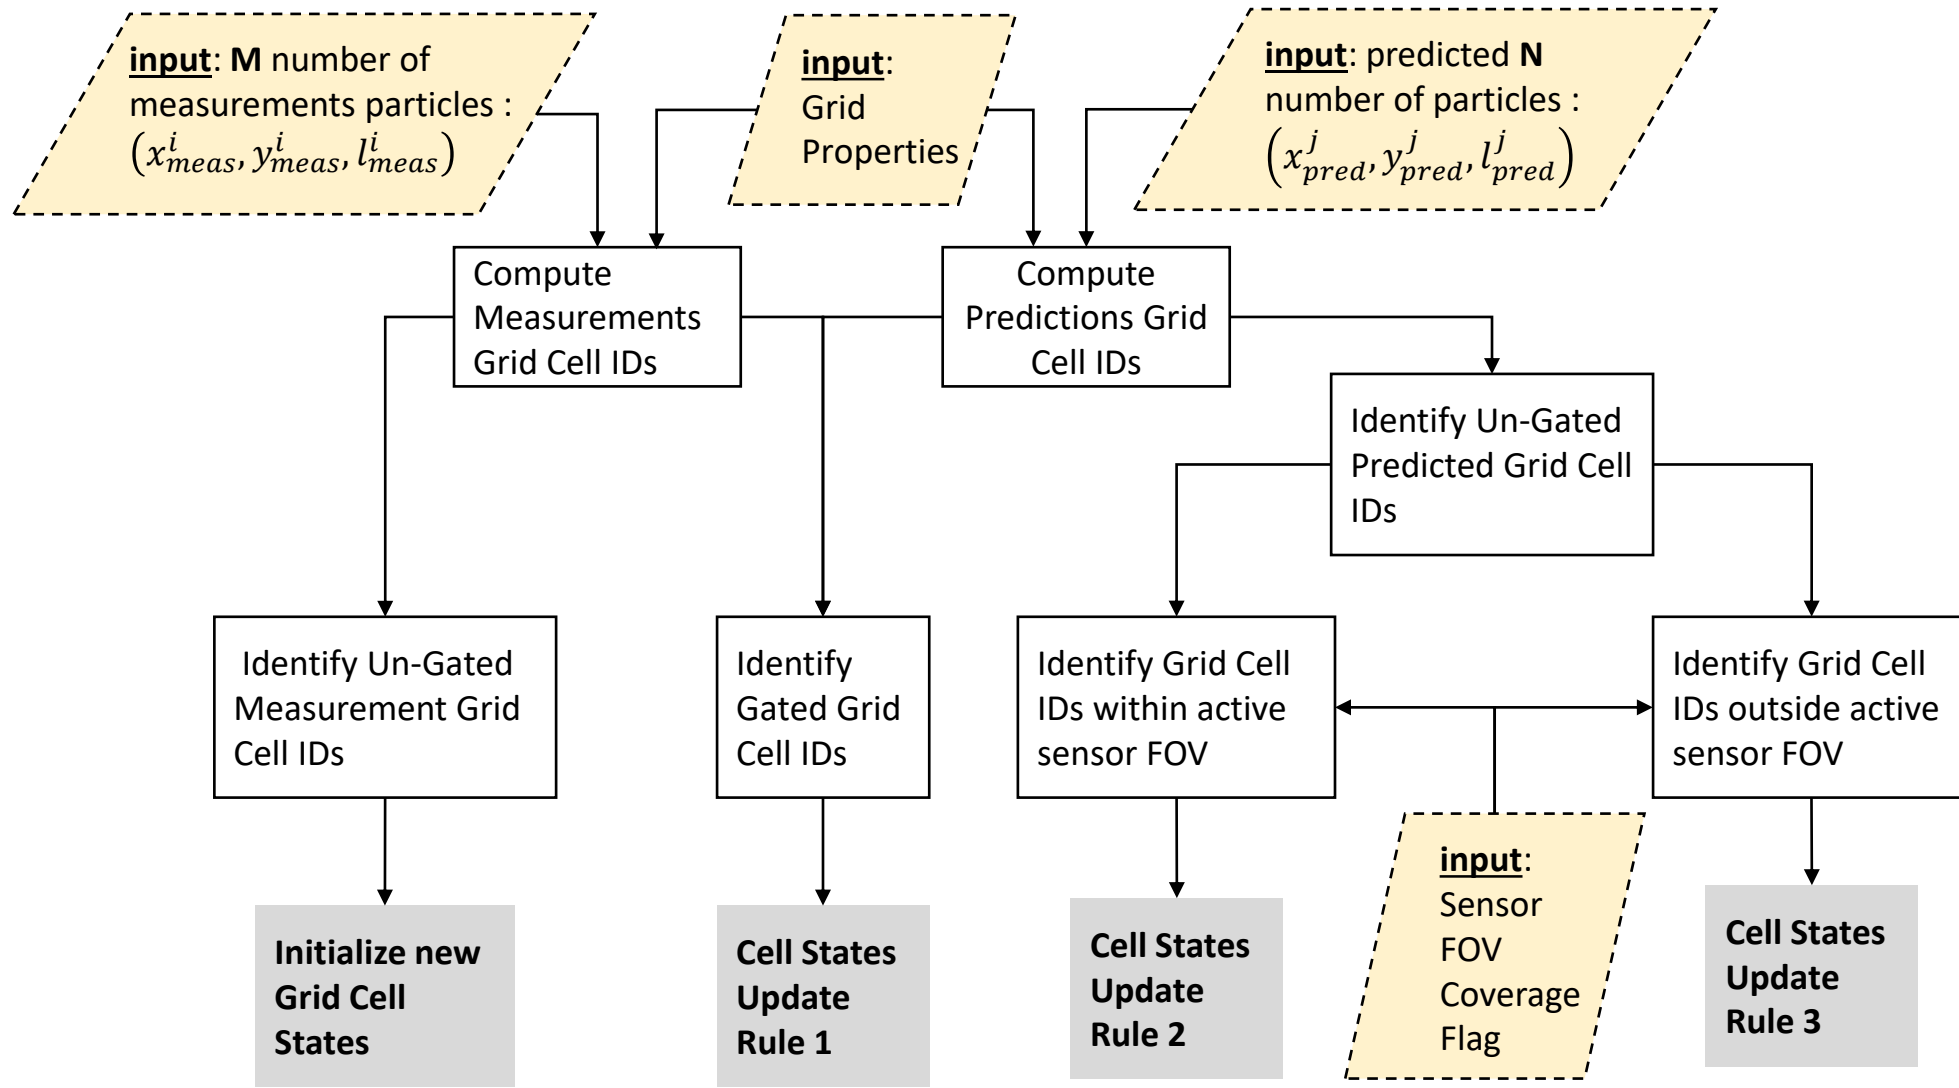 input: M number of
measurements particles :
(x^i_meas, y^i_meas, l^i_meas)
input:
Grid
Properties
input: predicted N
number of particles :
(x^j_pred, y^j_pred, l^j_pred)
Compute
Measurements
Grid Cell IDs
Compute
Predictions Grid
Cell IDs
Identify Un-Gated
Predicted Grid Cell
IDs
Identify Un-Gated
Measurement Grid
Cell IDs
Identify
Gated Grid
Cell IDs
Identify Grid Cell
IDs within active
sensor FOV
Identify Grid Cell
IDs outside active
sensor FOV
Initialize new
Grid Cell
States
Cell States
Update
Rule 1
Cell States
Update
Rule 2
input:
Sensor
FOV
Coverage
Flag
Cell States
Update
Rule 3